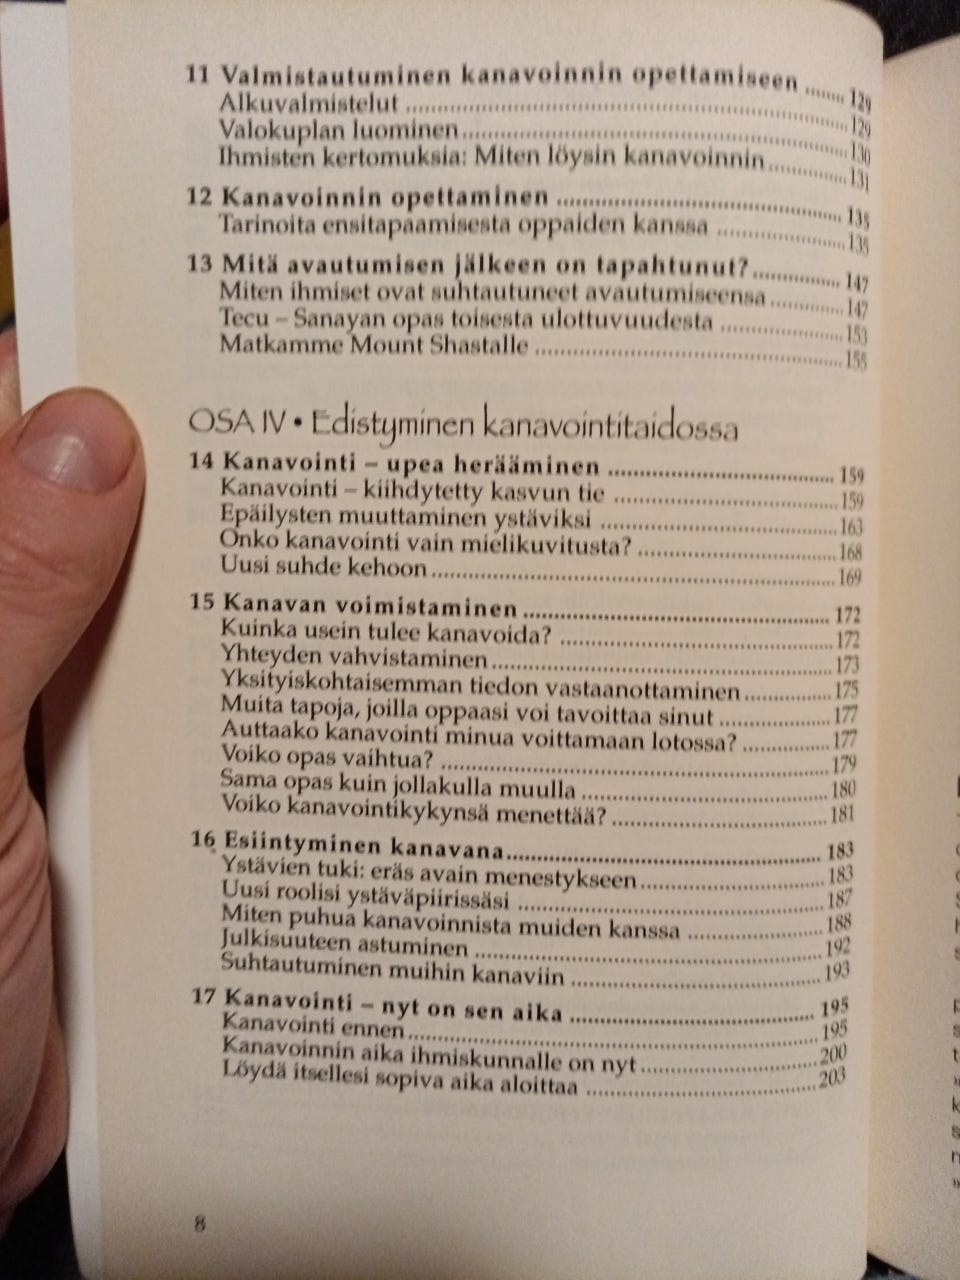 11 Valmistautuminen kanavoinnin opettamiseen ........ 129
Alkuvalmistelut ........ 129
Valokuplan luominen ........ 130
Ihmisten kertomuksia: Miten löysin kanavoinnin ........ 131
12 Kanavoinnin opettaminen ........ 135
Tarinoita ensitapaamisesta oppaiden kanssa ........ 135
13 Mitä avautumisen jälkeen on tapahtunut? ........ 147
Miten ihmiset ovat suhtautuneet avautumiseensa ........ 147
Tecu – Sanayan opas toisesta ulottuvuudesta ........ 153
Matkamme Mount Shastalle ........ 155
OSA IV • Edistyminen kanavointitaidossa
14 Kanavointi – upea herääminen ........ 159
Kanavointi – kiihdytetty kasvun tie ........ 159
Epäilysten muuttaminen ystäviksi ........ 163
Onko kanavointi vain mielikuvitusta? ........ 168
Uusi suhde kehoon ........ 169
15 Kanavan voimistaminen ........ 172
Kuinka usein tulee kanavoida? ........ 172
Yhteyden vahvistaminen ........ 173
Yksityiskohtaisemman tiedon vastaanottaminen ........ 175
Muita tapoja, joilla oppaasi voi tavoittaa sinut ........ 177
Auttaako kanavointi minua voittamaan lotossa? ........ 177
Voiko opas vaihtua? ........ 179
Sama opas kuin jollakulla muulla ........ 180
Voiko kanavointikykynsä menettää? ........ 181
16 Esiintyminen kanavana ........ 183
Ystävien tuki: eräs avain menestykseen ........ 183
Uusi roolisi ystäväpiirissäsi ........ 187
Miten puhua kanavoinnista muiden kanssa ........ 188
Julkisuuteen astuminen ........ 192
Suhtautuminen muihin kanaviin ........ 193
17 Kanavointi – nyt on sen aika ........ 195
Kanavointi ennen ........ 195
Kanavoinnin aika ihmiskunnalle on nyt ........ 200
Löydä itsellesi sopiva aika aloittaa ........ 203
8